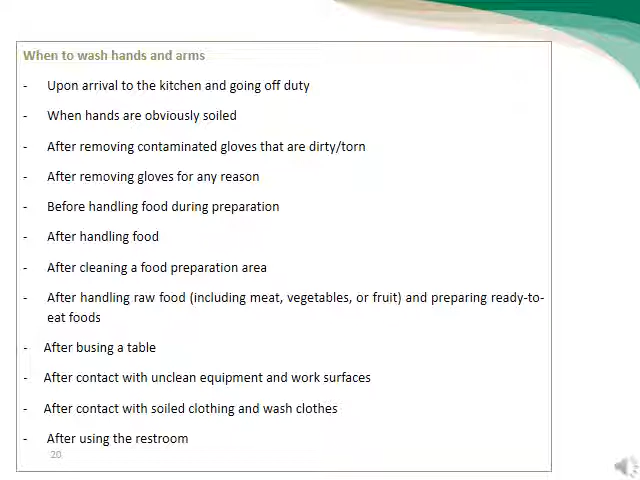 When to wash hands and arms
- Upon arrival to the kitchen and going off duty
- When hands are obviously soiled
- After removing contaminated gloves that are dirty/torn
- After removing gloves for any reason
- Before handling food during preparation
- After handling food
- After cleaning a food preparation area
- After handling raw food (including meat, vegetables, or fruit) and preparing ready-to-
eat foods
- After busing a table
- After contact with unclean equipment and work surfaces
- After contact with soiled clothing and wash clothes
- After using the restroom
20